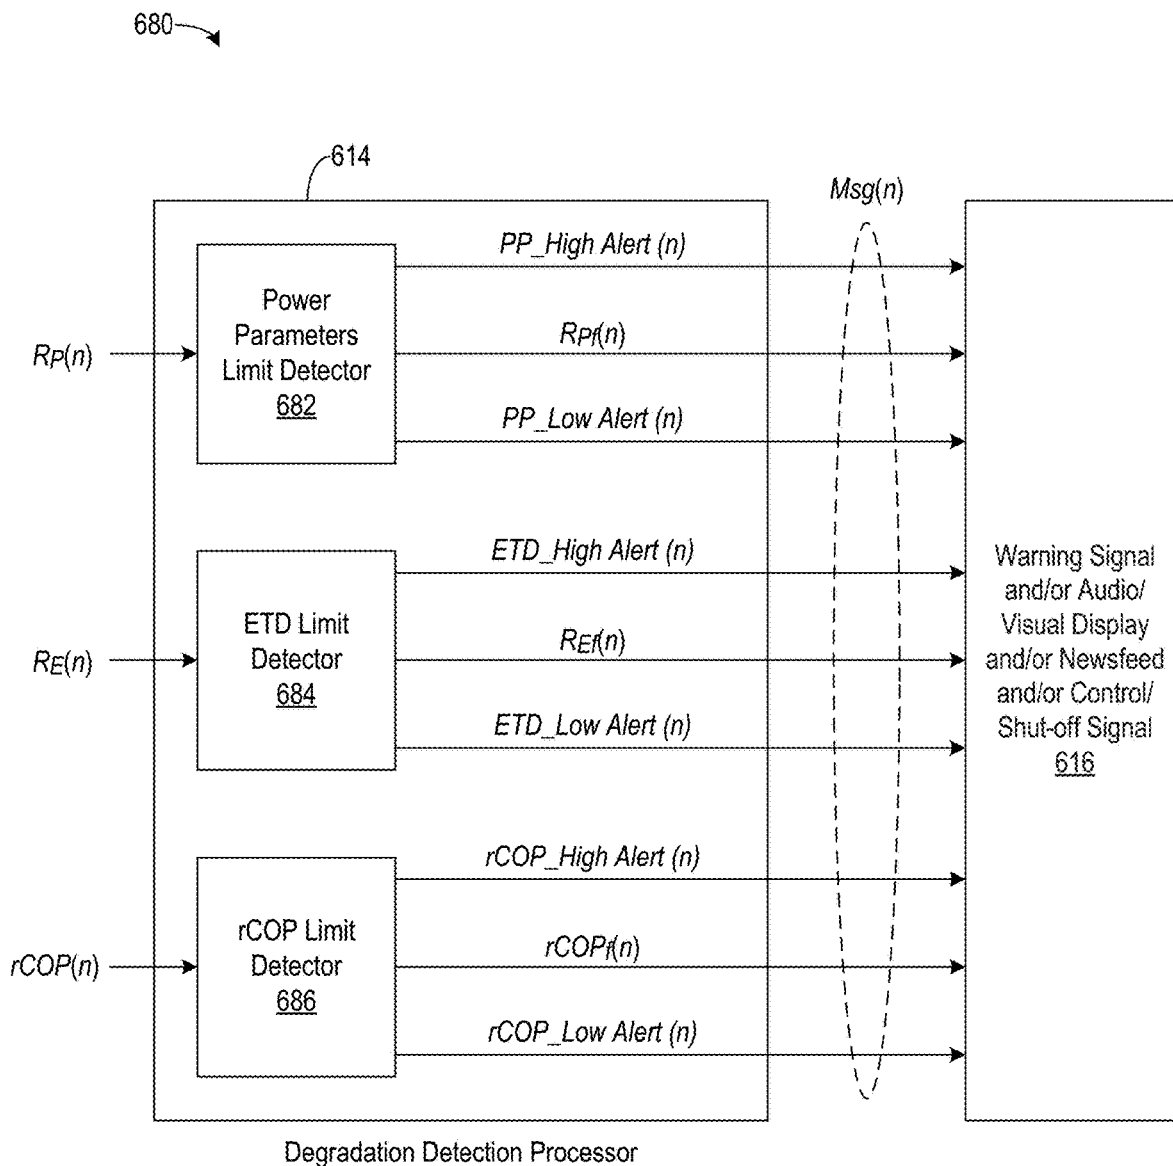 680
614
Msg(n)
PP_High Alert (n)
Power
Parameters
Limit Detector
682
RP(n)
RPf(n)
PP_Low Alert (n)
ETD_High Alert (n)
ETD Limit
Detector
684
RE(n)
REf(n)
ETD_Low Alert (n)
Warning Signal
and/or Audio/
Visual Display
and/or Newsfeed
and/or Control/
Shut-off Signal
616
rCOP_High Alert (n)
rCOP Limit
Detector
686
rCOP(n)
rCOPf(n)
rCOP_Low Alert (n)
Degradation Detection Processor